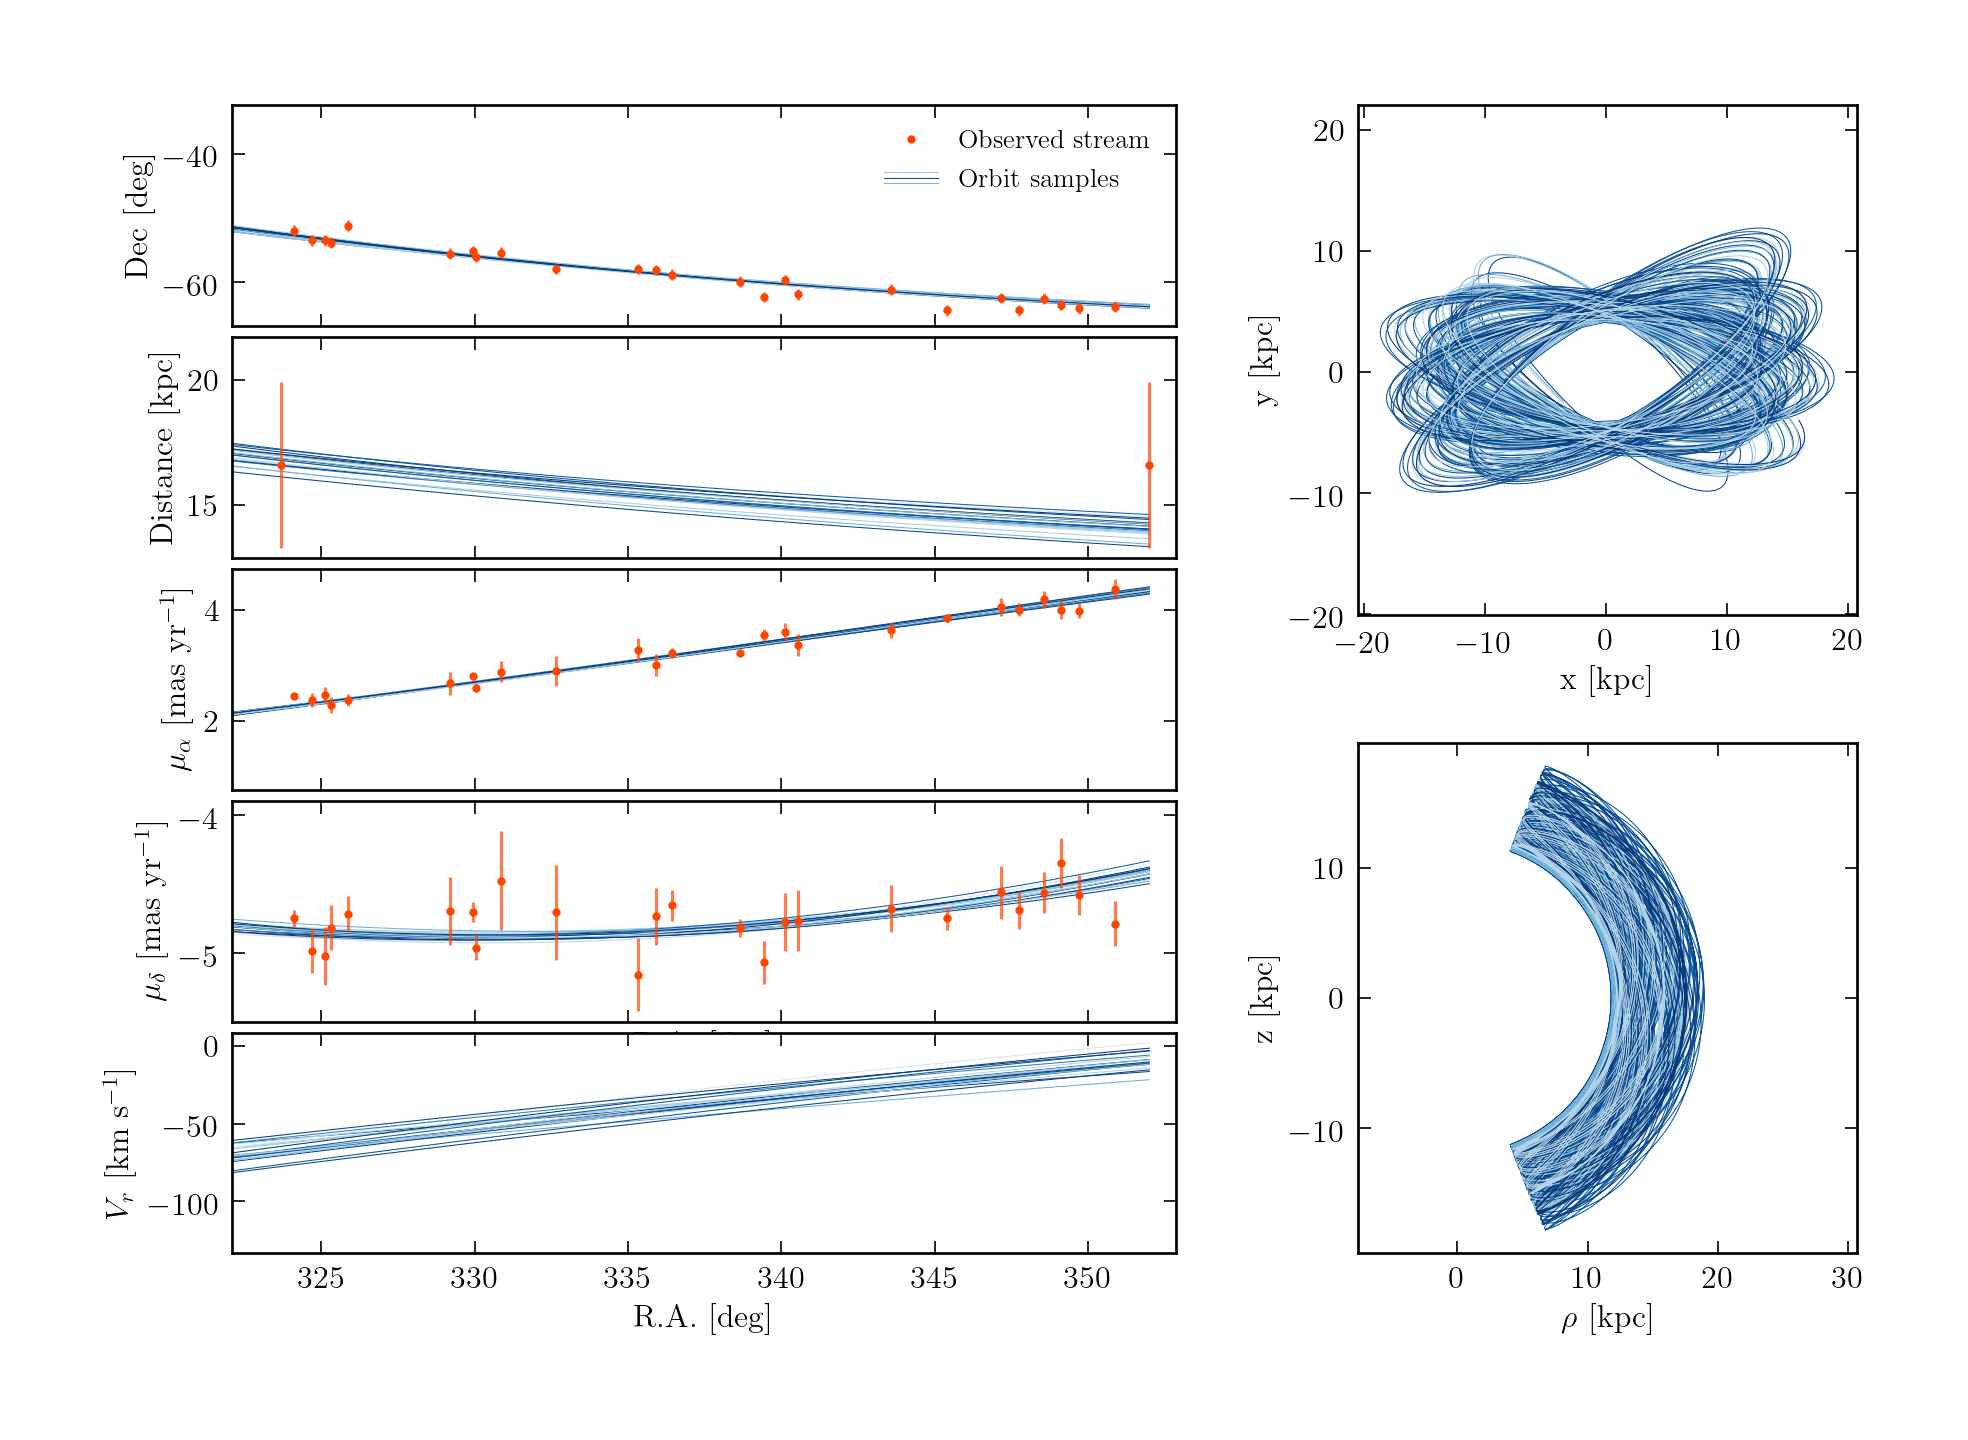 Dec [deg]
−40
−60
Observed stream
Orbit samples
Distance [kpc]
20
15
μα [mas yr−1]
4
2
μδ [mas yr−1]
−4
−5
Vr [km s−1]
0
−50
−100
325 330 335 340 345 350
R.A. [deg]
y [kpc]
20
10
0
−10
−20
−20 −10 0 10 20
x [kpc]
z [kpc]
10
0
−10
0 10 20 30
ρ [kpc]